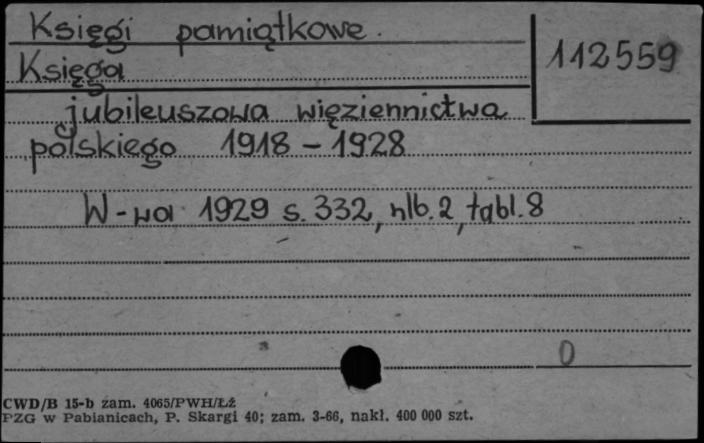 Księgi pamiątkowe.
112559
Księga
jubileuszowa więziennictwa
polskiego 1918 - 1928
W-wa 1929 s. 332, nlb. 2, tabl. 8
0
CWD/B 15-b zam. 4065/PWH/Łż
PZG w Pabianicach, P. Skargi 40; zam. 3-66, nakł. 400 000 szt.